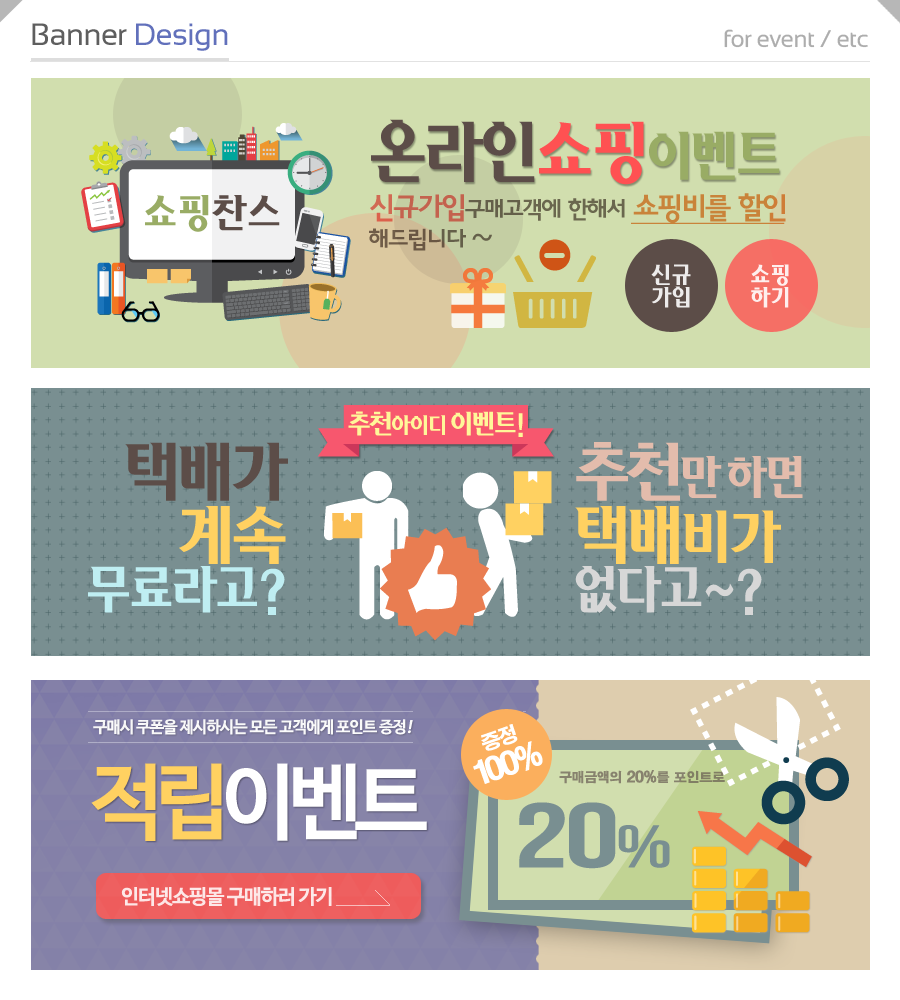 Banner Design
for event / etc
온라인쇼핑이벤트
쇼핑찬스
신규가입구매고객에 한해서 쇼핑비를 할인
해드립니다 ~
신규
가입
쇼핑
하기
추천아이디 이벤트!
택배가
계속
무료라고?
추천만 하면
택배비가
없다고~?
구매시 쿠폰을 제시하시는 모든 고객에게 포인트 증정!
적립이벤트
인터넷쇼핑몰 구매하러 가기
증정
100%
구매금액의 20%를 포인트로
20%